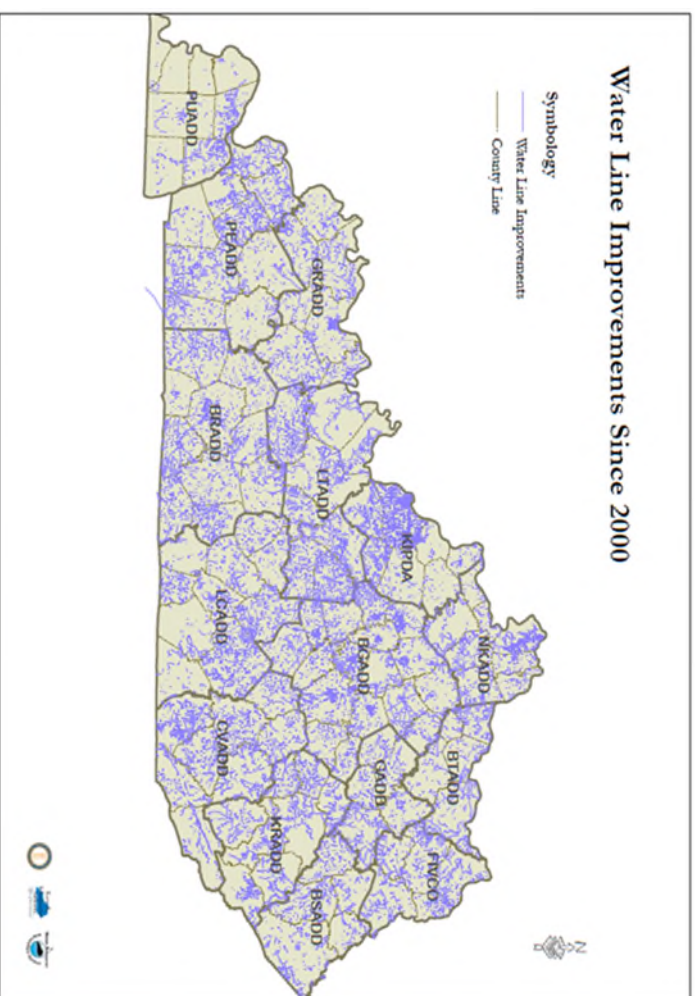 Water Line Improvements Since 2000
Symbology
Water Line Improvements
County Line
N
NKADD
KIPDA
BTADD
FIVCO
GRADD
LTADD
BGADD
GADD
PEADD
BRADD
LCADD
CVADD
KRADD
BSADD
PUADD